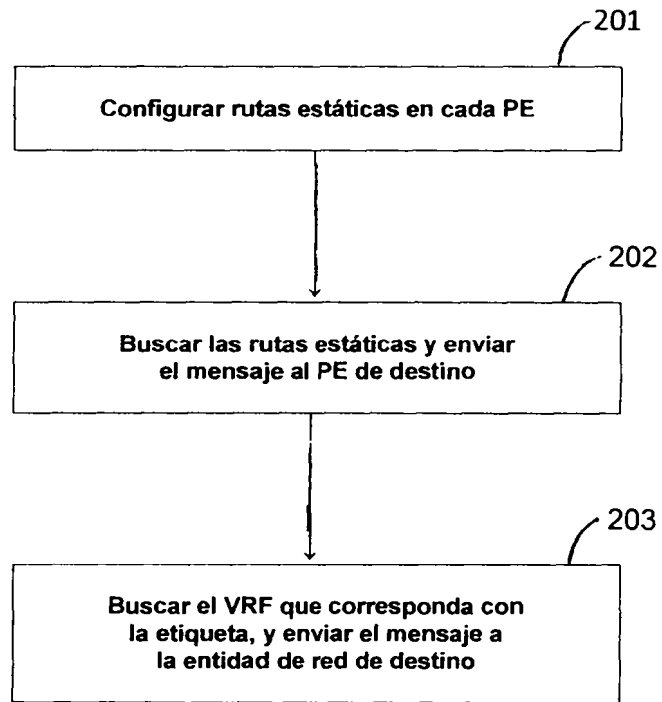 201
Configurar rutas estáticas en cada PE
202
Buscar las rutas estáticas y enviar
el mensaje al PE de destino
203
Buscar el VRF que corresponda con
la etiqueta, y enviar el mensaje a
la entidad de red de destino